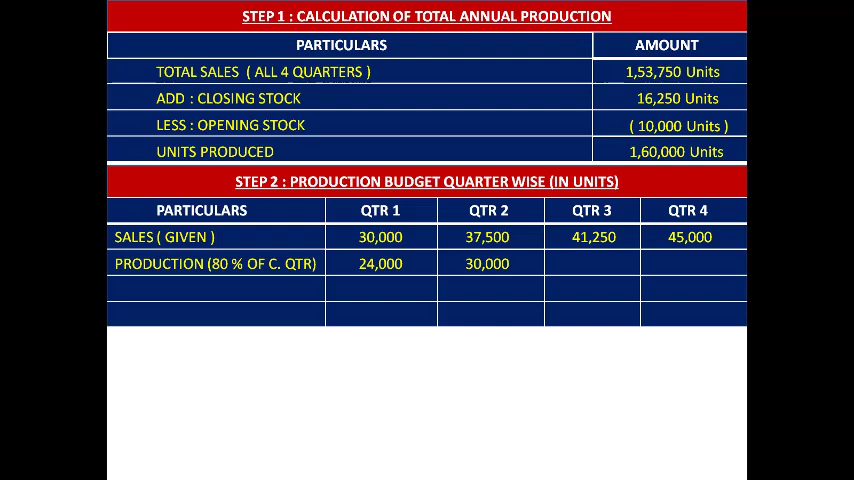 STEP 1 : CALCULATION OF TOTAL ANNUAL PRODUCTION
PARTICULARS AMOUNT
TOTAL SALES ( ALL 4 QUARTERS ) 1,53,750 Units
ADD : CLOSING STOCK 16,250 Units
LESS : OPENING STOCK ( 10,000 Units )
UNITS PRODUCED 1,60,000 Units
STEP 2 : PRODUCTION BUDGET QUARTER WISE (IN UNITS)
PARTICULARS QTR 1 QTR 2 QTR 3 QTR 4
SALES ( GIVEN ) 30,000 37,500 41,250 45,000
PRODUCTION (80 % OF C. QTR) 24,000 30,000